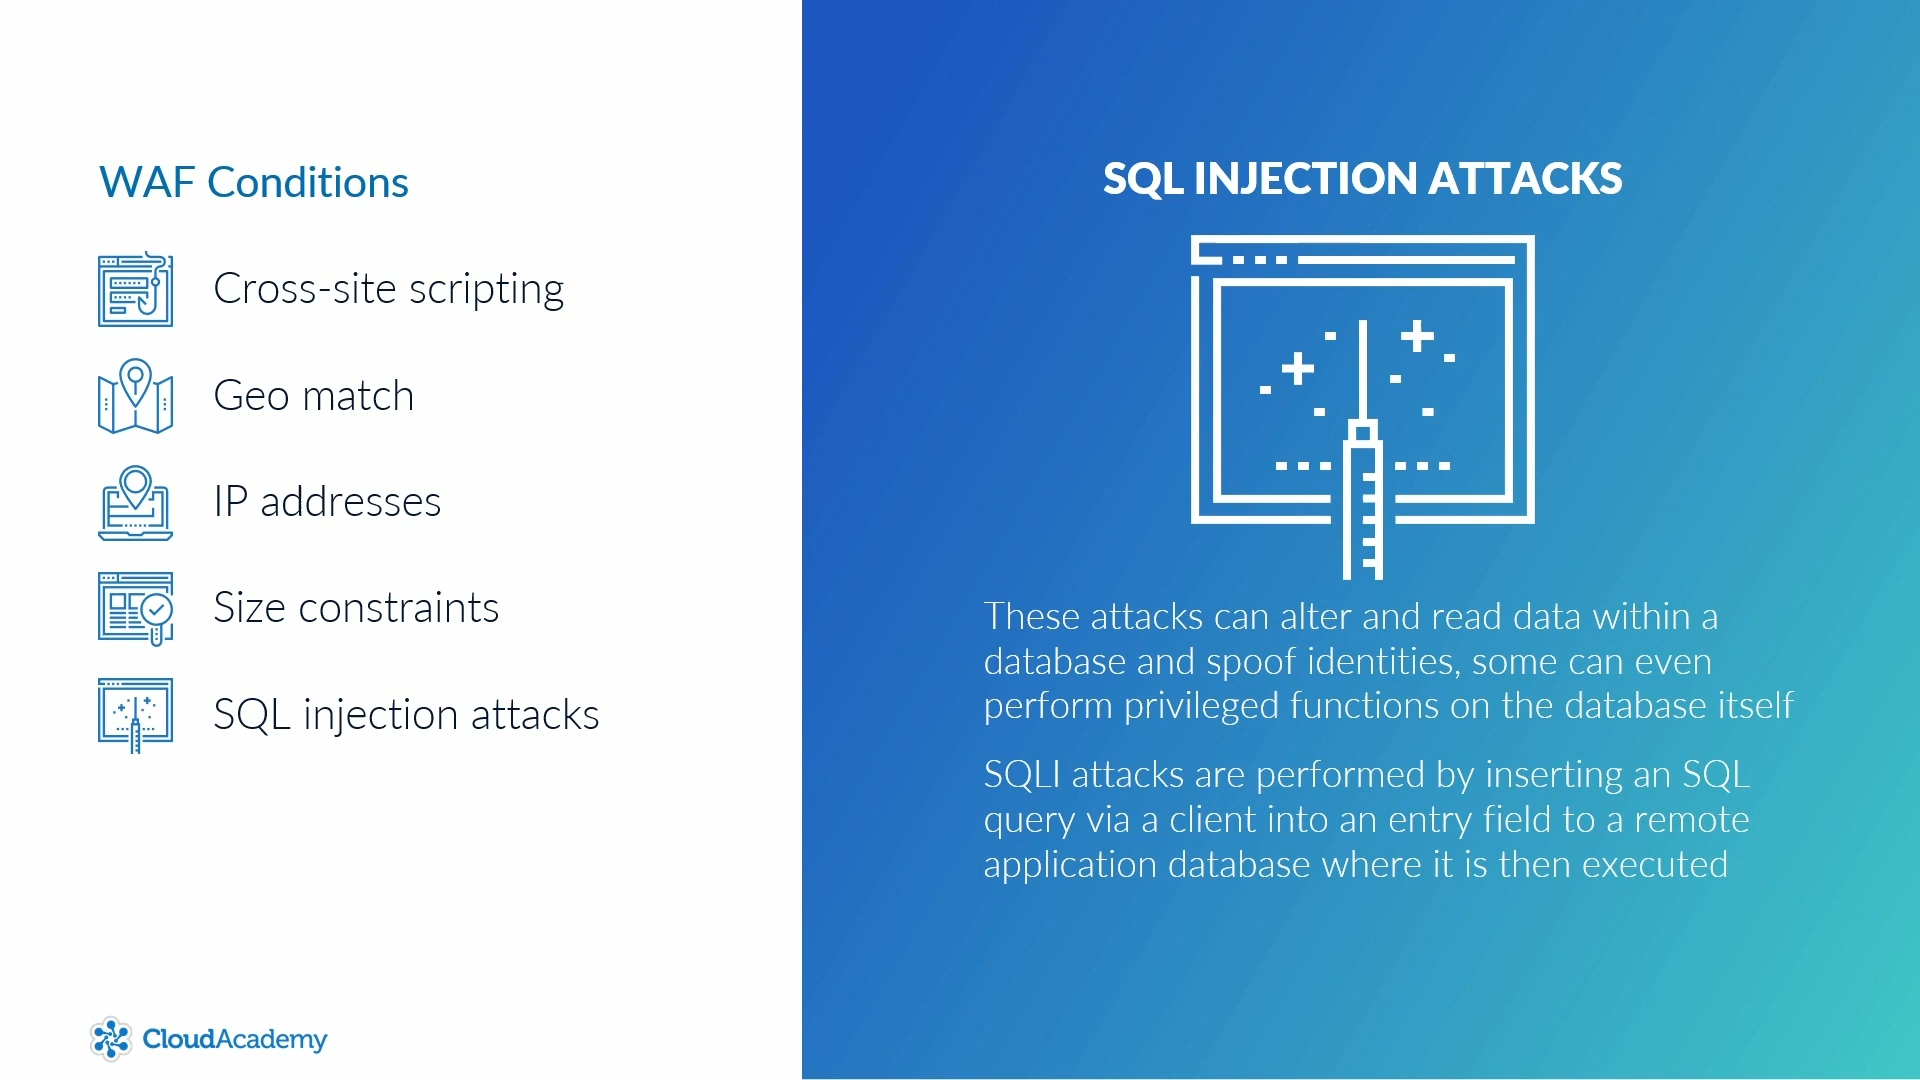 WAF Conditions
Cross-site scripting
Geo match
IP addresses
Size constraints
SQL injection attacks
CloudAcademy
SQL INJECTION ATTACKS
These attacks can alter and read data within a
database and spoof identities, some can even
perform privileged functions on the database itself
SQLI attacks are performed by inserting an SQL
query via a client into an entry field to a remote
application database where it is then executed